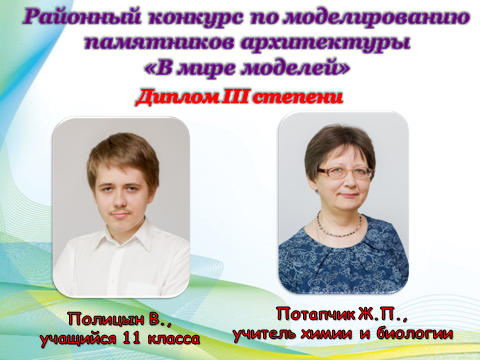 Районный конкурс по моделированию
памятников архитектуры
«В мире моделей»
Диплом III степени
Полицын В.,
учащийся 11 класса
Потапчик Ж.П.,
учитель химии и биологии